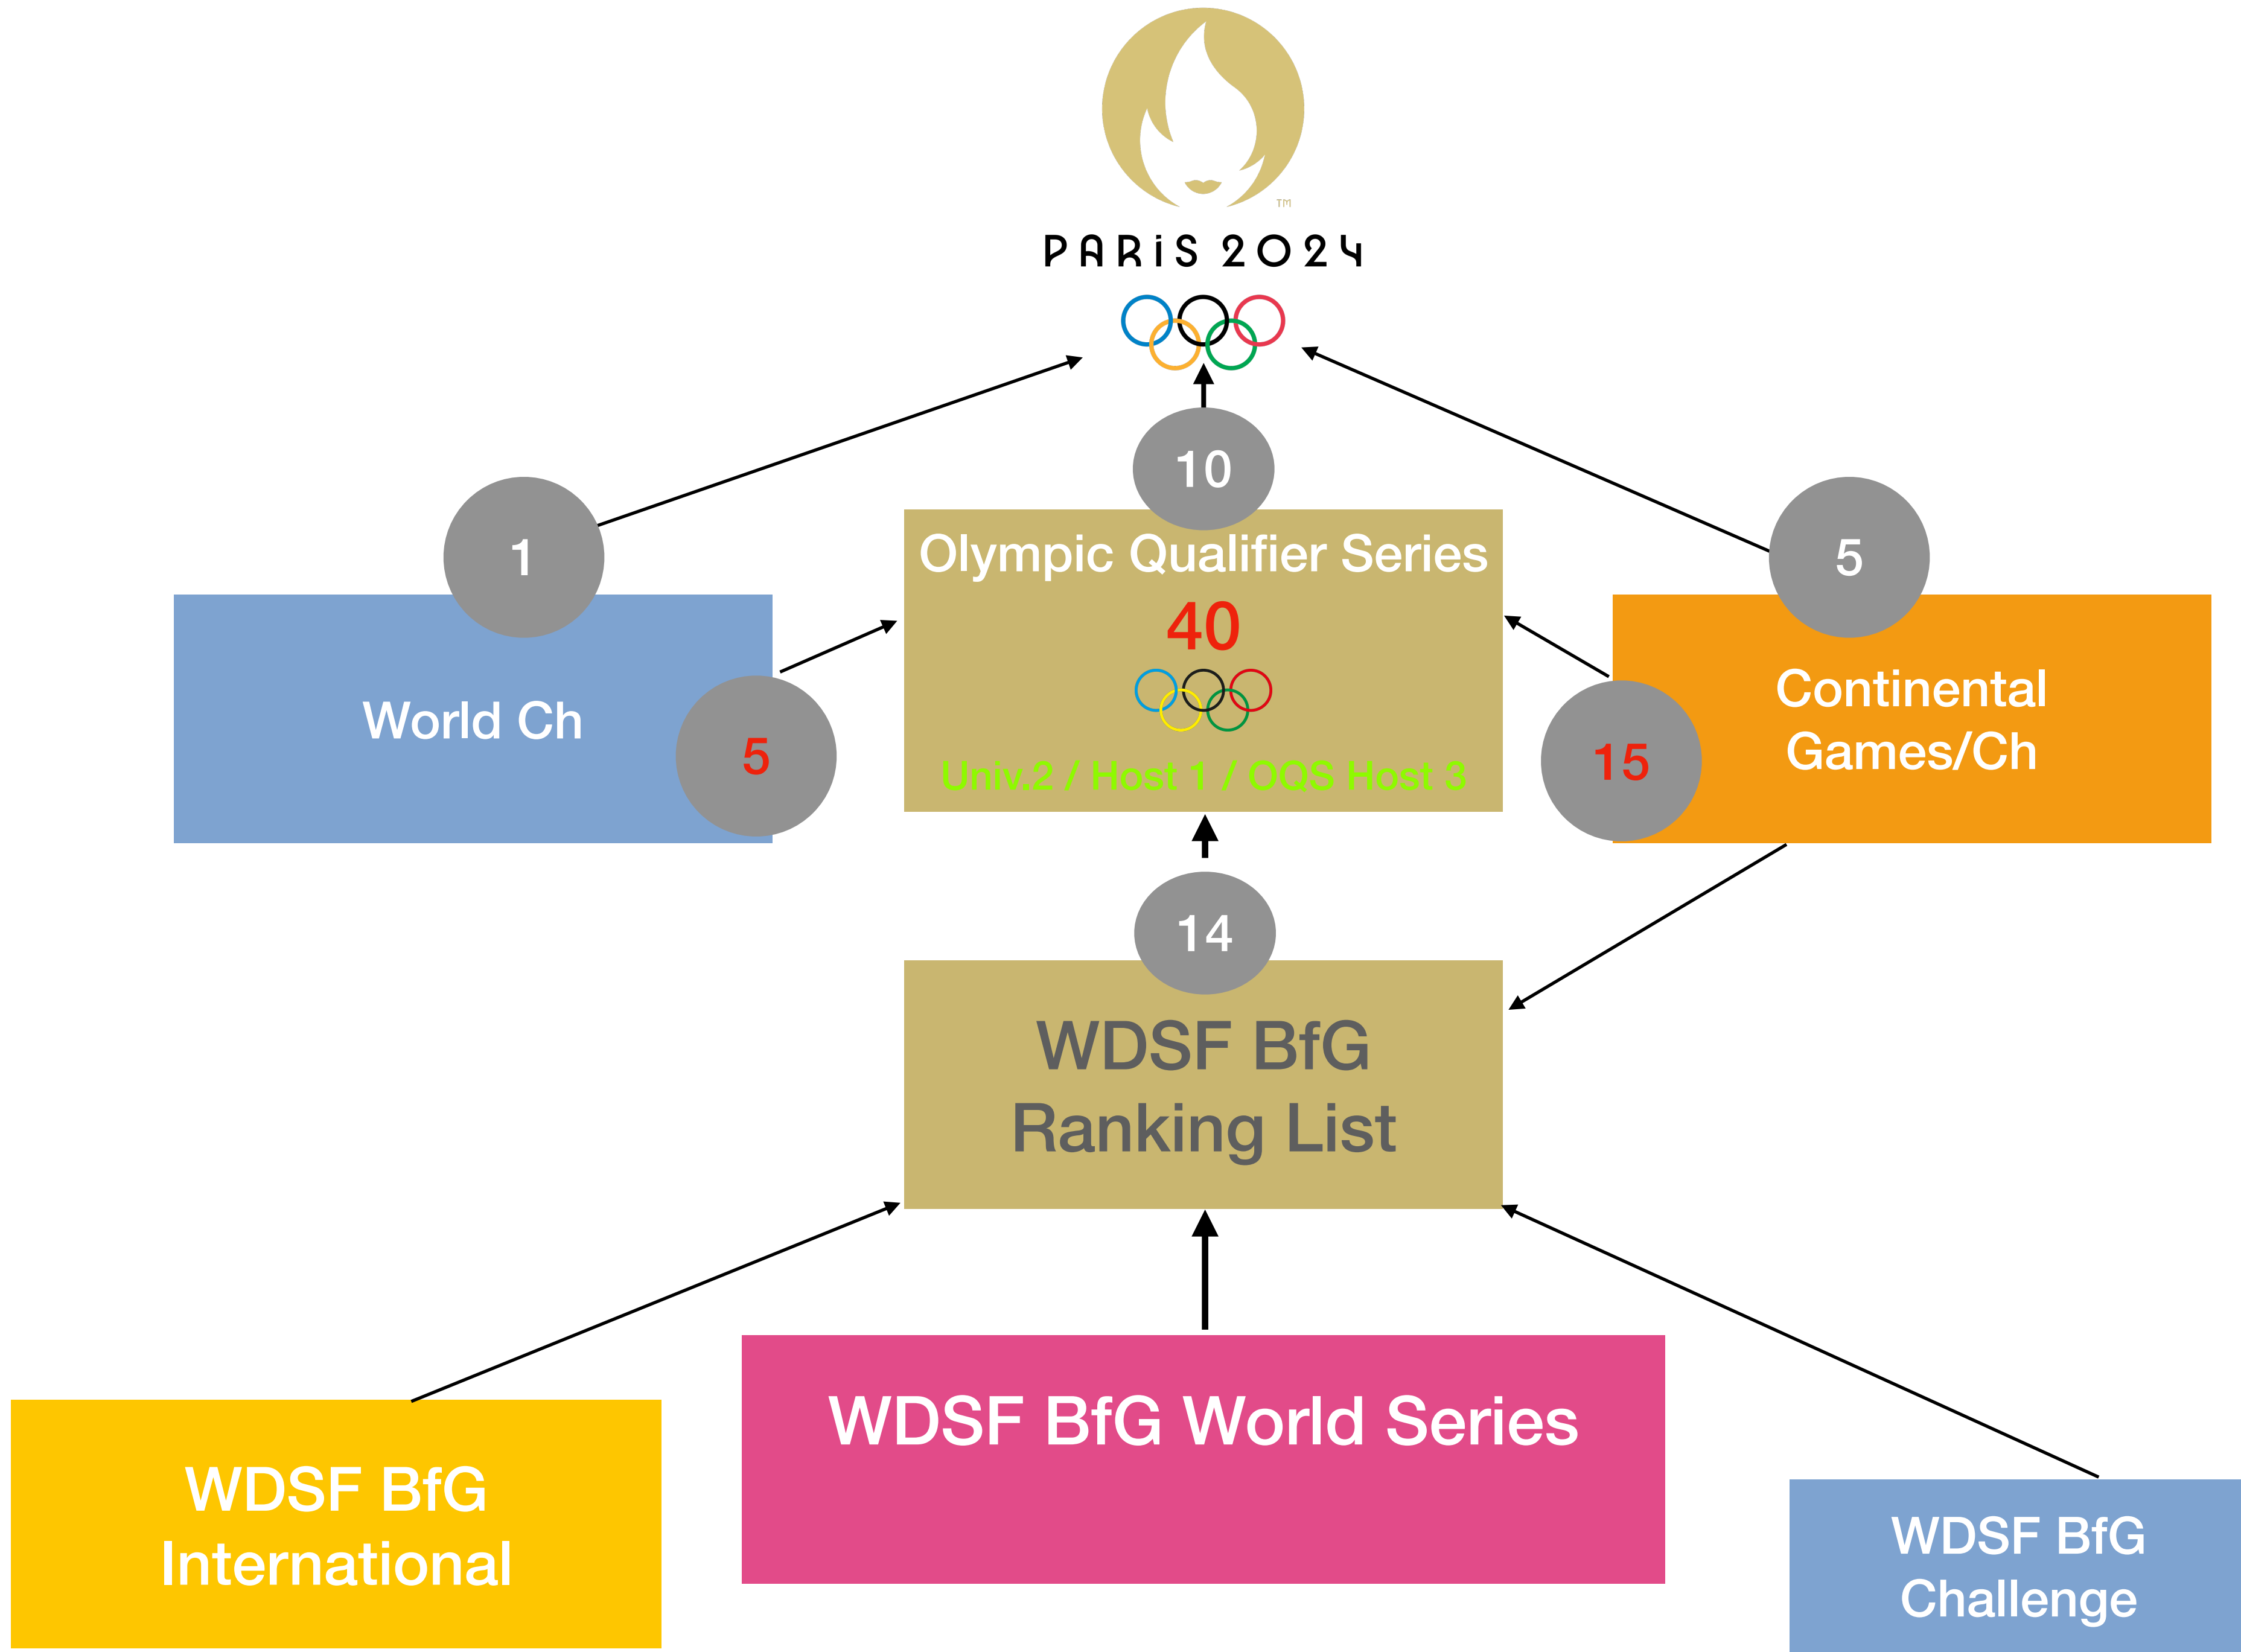 TM
PARiS 2024
10
1
5
Olympic Qualifier Series
40
World Ch
5
15
Continental
Games/Ch
Univ.2 / Host 1 / OQS Host 3
14
WDSF BfG
Ranking List
WDSF BfG World Series
WDSF BfG
International
WDSF BfG
Challenge